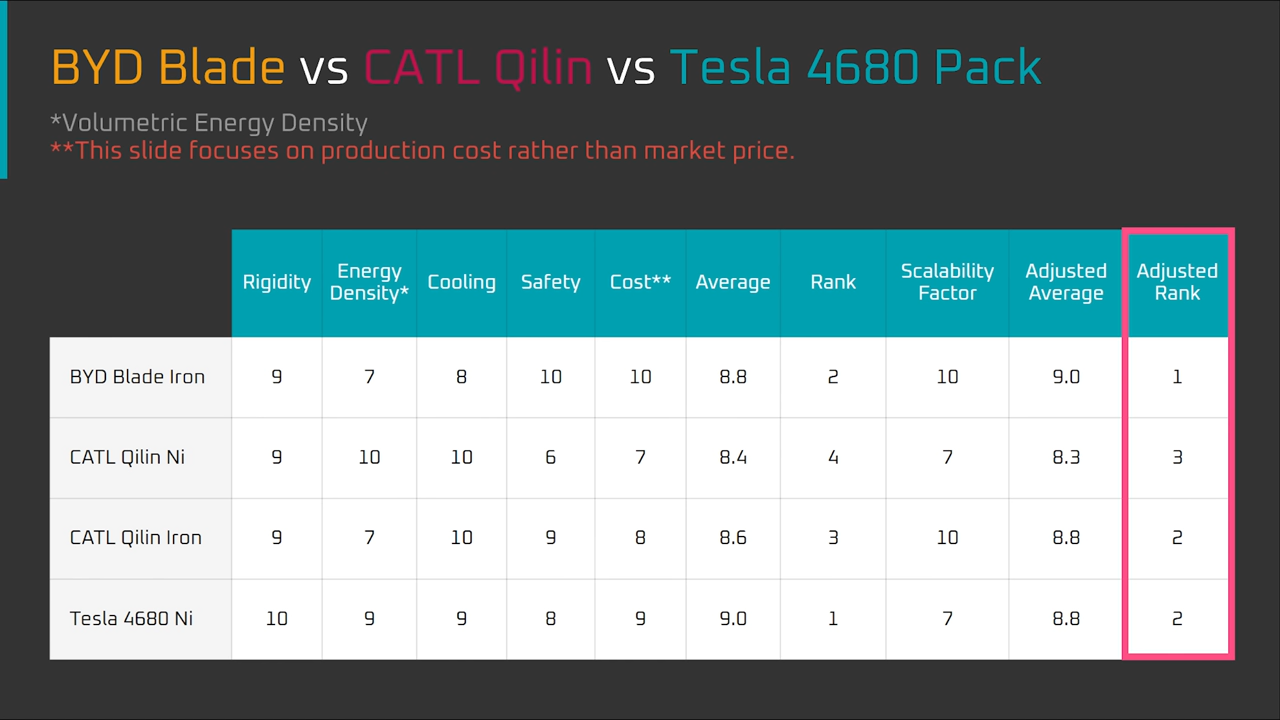 BYD Blade vs CATL Qilin vs Tesla 4680 Pack
*Volumetric Energy Density
**This slide focuses on production cost rather than market price.
Rigidity Energy Density* Cooling Safety Cost** Average Rank Scalability Factor Adjusted Average Adjusted Rank
BYD Blade Iron 9 7 8 10 10 8.8 2 10 9.0 1
CATL Qilin Ni 9 10 10 6 7 8.4 4 7 8.3 3
CATL Qilin Iron 9 7 10 9 8 8.6 3 10 8.8 2
Tesla 4680 Ni 10 9 9 8 9 9.0 1 7 8.8 2